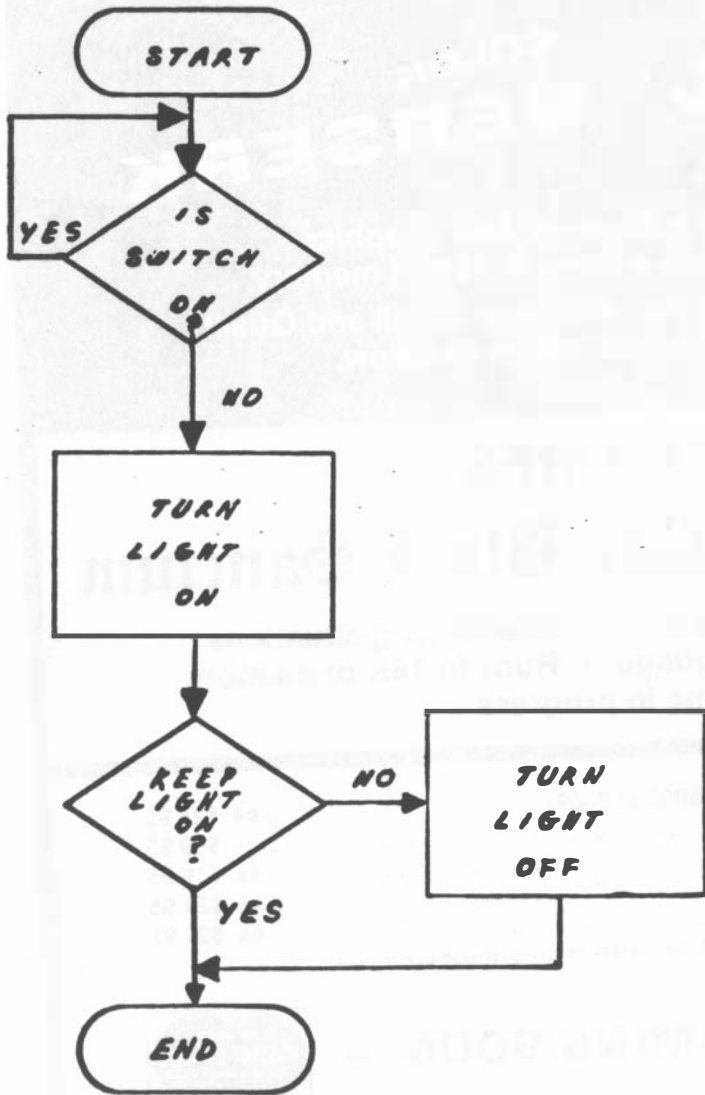 START
IS
SWITCH
ON
?
YES
NO
TURN
LIGHT
ON
KEEP
LIGHT
ON
?
NO
TURN
LIGHT
OFF
YES
END